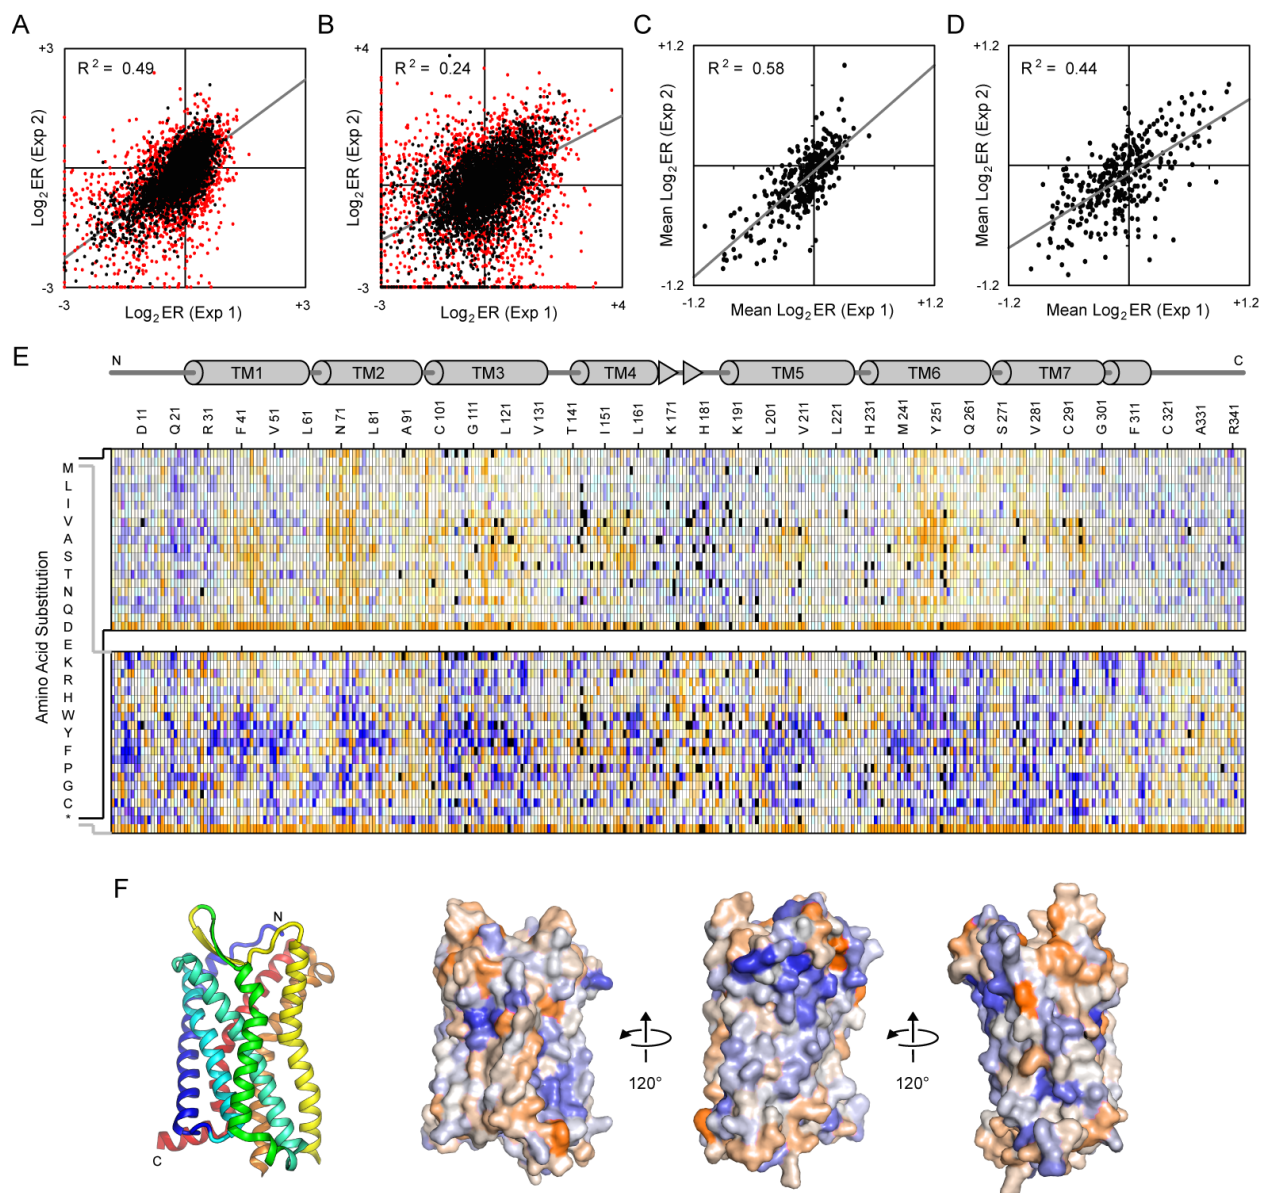 A
B
C
D
+3
R2 = 0.49
Log2ER (Exp 2)
-3
-3
+3
Log2ER (Exp 1)
+4
R2 = 0.24
Log2ER (Exp 2)
-3
-3
+4
Log2ER (Exp 1)
+1.2
R2 = 0.58
Mean Log2ER (Exp 2)
-1.2
-1.2
+1.2
Mean Log2ER (Exp 1)
+1.2
R2 = 0.44
Mean Log2ER (Exp 2)
-1.2
-1.2
+1.2
Mean Log2ER (Exp 1)
E
N
TM1
TM2
TM3
TM4
TM5
TM6
TM7
C
D 11
Q 21
R 31
F 41
V 51
L 61
N 71
L 81
A 91
C 101
G 111
L 121
V 131
T 141
I 151
L 161
K 171
H 181
K 191
L 201
V 211
L 221
H 231
M 241
Y 251
Q 261
S 271
V 281
C 291
G 301
F 311
C 321
A331
R341
Amino Acid Substitution
M
L
I
V
A
S
T
N
Q
D
E
K
R
H
W
Y
F
P
G
C
*
F
N
C
120°
120°